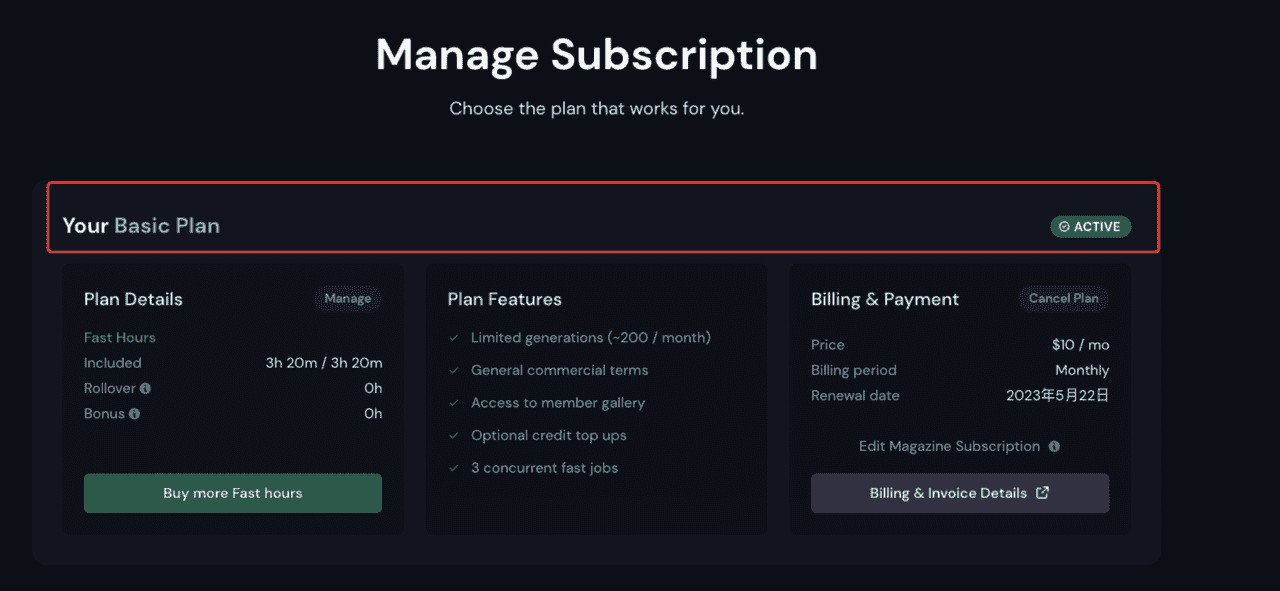 Manage Subscription
Choose the plan that works for you.
Your Basic Plan
ACTIVE
Plan Details
Manage
Fast Hours
Included 3h 20m / 3h 20m
Rollover 0h
Bonus 0h
Buy more Fast hours
Plan Features
Limited generations (~200 / month)
General commercial terms
Access to member gallery
Optional credit top ups
3 concurrent fast jobs
Billing & Payment
Cancel Plan
Price $10 / mo
Billing period Monthly
Renewal date 2023年5月22日
Edit Magazine Subscription
Billing & Invoice Details